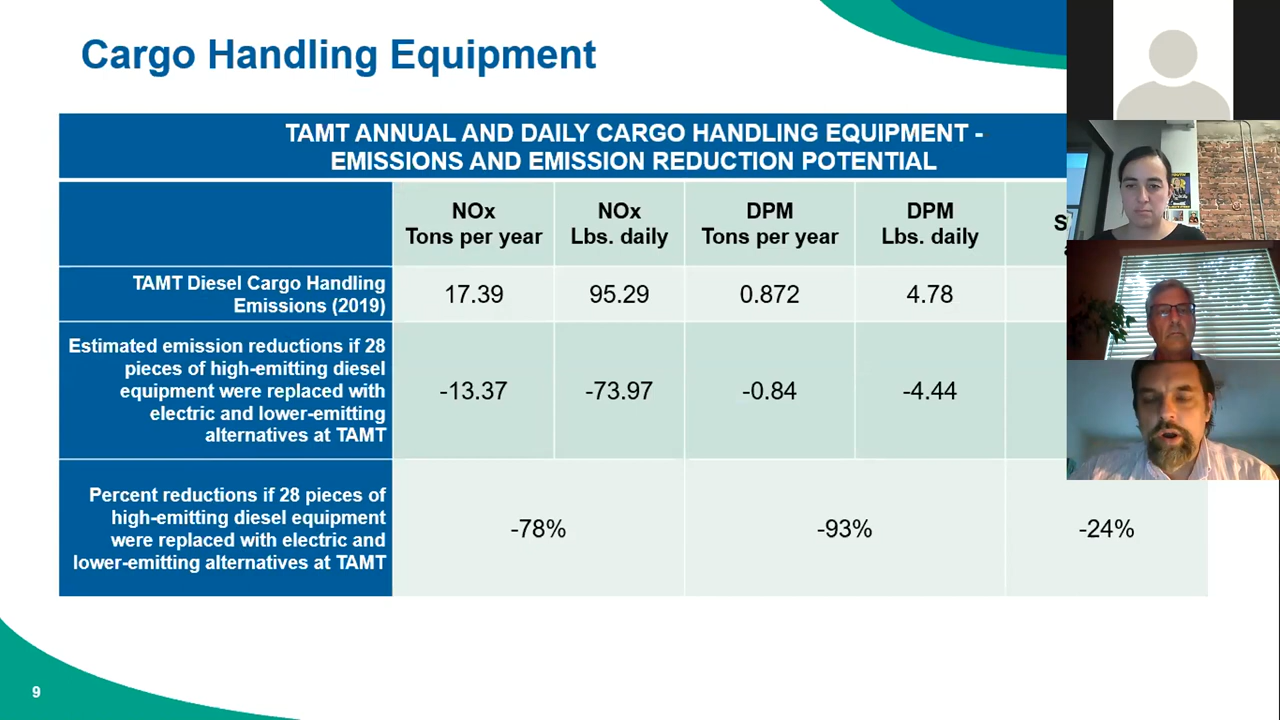 Cargo Handling Equipment
TAMT ANNUAL AND DAILY CARGO HANDLING EQUIPMENT -
EMISSIONS AND EMISSION REDUCTION POTENTIAL
NOx
Tons per year
NOx
Lbs. daily
DPM
Tons per year
DPM
Lbs. daily
TAMT Diesel Cargo Handling
Emissions (2019)
17.39
95.29
0.872
4.78
Estimated emission reductions if 28
pieces of high-emitting diesel
equipment were replaced with
electric and lower-emitting
alternatives at TAMT
-13.37
-73.97
-0.84
-4.44
Percent reductions if 28 pieces of
high-emitting diesel equipment
were replaced with electric and
lower-emitting alternatives at TAMT
-78%
-93%
-24%
9